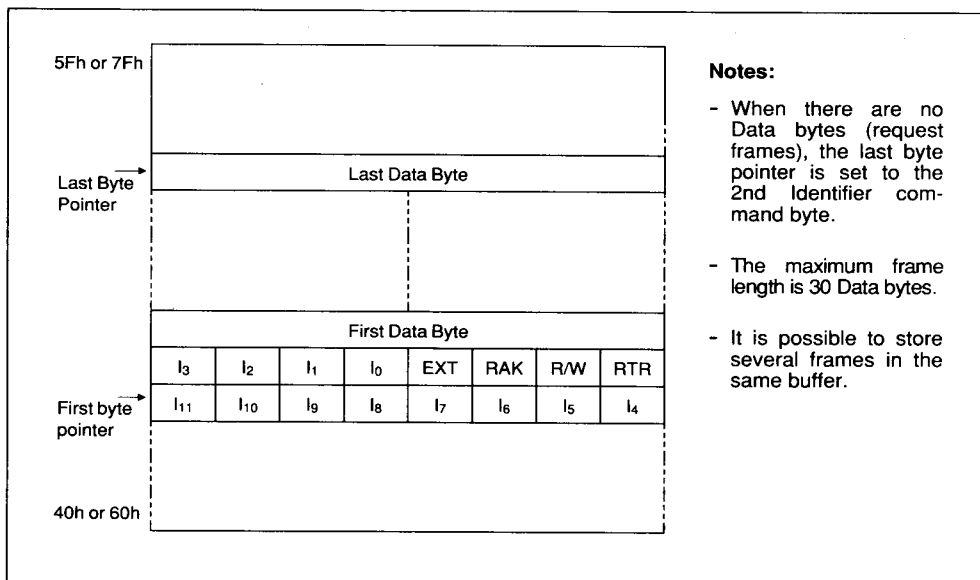 5Fh or 7Fh
Last Byte
Pointer
Last Data Byte
First Data Byte
I3 I2 I1 I0 EXT RAK R/W RTR
First byte
pointer
I11 I10 I9 I8 I7 I6 I5 I4
40h or 60h
Notes:
- When there are no
Data bytes (request
frames), the last byte
pointer is set to the
2nd Identifier com-
mand byte.
- The maximum frame
length is 30 Data bytes.
- It is possible to store
several frames in the
same buffer.